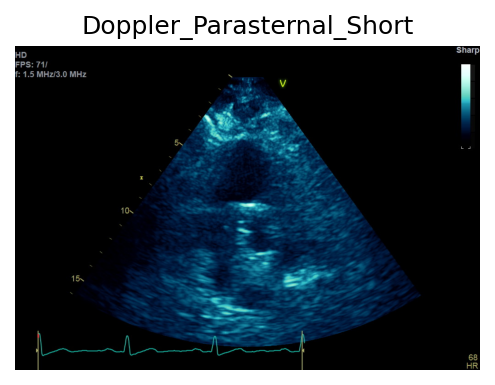 Doppler_Parasternal_Short
HD
Sharp
FPS: 71/
f: 1.5 MHz/3.0 MHz
V
5
x
10
15
68
HR